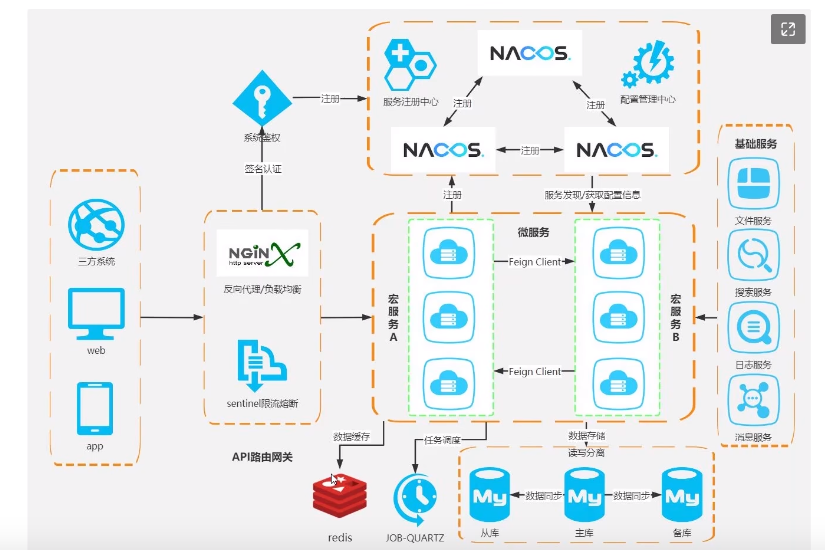 NACOS.
服务注册中心
配置管理中心
注册
注册
注册
NACOS.
注册
NACOS.
系统鉴权
签名认证
注册
服务发现/获取配置信息
基础服务
文件服务
搜索服务
日志服务
消息服务
三方系统
web
app
NGiNX
http server
反向代理/负载均衡
sentinel限流熔断
API路由网关
微服务
宏服务A
Feign Client
Feign Client
宏服务B
数据缓存
任务调度
数据存储
读写分离
redis
JOB-QUARTZ
My
数据同步
My
数据同步
My
从库
主库
备库